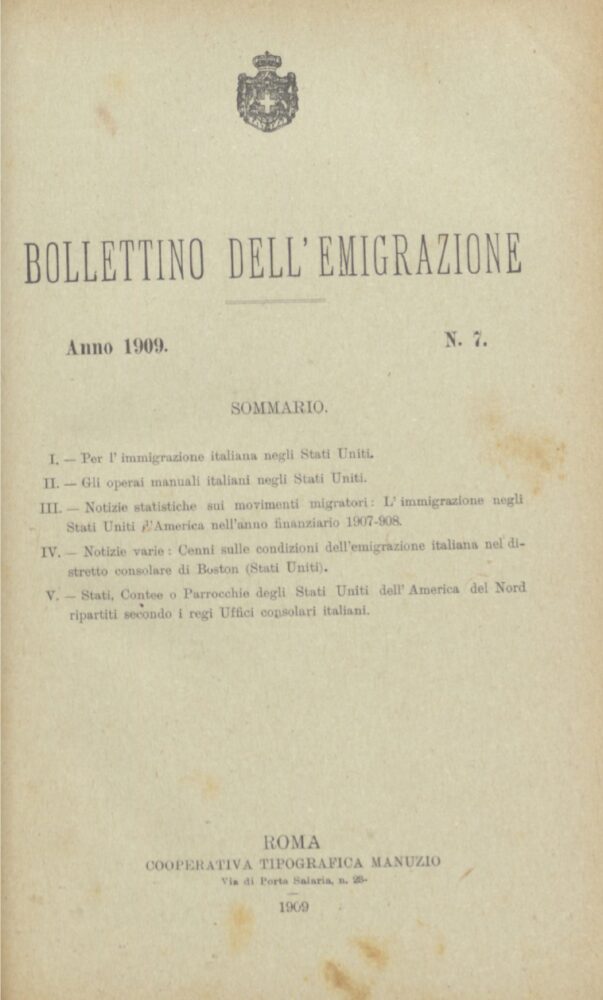 BOLLETTINO DELL'EMIGRAZIONE
Anno 1909.
N. 7.
SOMMARIO.
I. — Per l'immigrazione italiana negli Stati Uniti.
II. — Gli operai manuali italiani negli Stati Uniti.
III. — Notizie statistiche sui movimenti migratori: L'immigrazione negli
Stati Uniti d'America nell'anno finanziario 1907-908.
IV. — Notizie varie: Cenni sulle condizioni dell'emigrazione italiana nel di-
stretto consolare di Boston (Stati Uniti).
V. — Stati, Contee o Parrocchie degli Stati Uniti dell'America del Nord
ripartiti secondo i regi Uffici consolari italiani.
ROMA
COOPERATIVA TIPOGRAFICA MANUZIO
Via di Porta Salaria, n. 23-
1909